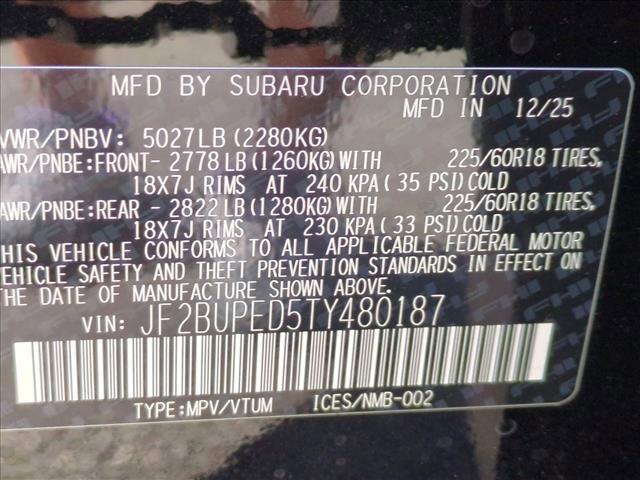 MFD BY SUBARU CORPORATION
MFD IN 12/25
VWR/PNBV: 5027LB (2280KG)
AWR/PNBE:FRONT- 2778 LB (1260KG) WITH 225/60R18 TIRES,
18X7J RIMS AT 240 KPA (35 PSI) COLD
AWR/PNBE:REAR - 2822 LB (1280KG) WITH 225/60R18 TIRES,
18X7J RIMS AT 230 KPA (33 PSI) COLD
THIS VEHICLE CONFORMS TO ALL APPLICABLE FEDERAL MOTOR
VEHICLE SAFETY AND THEFT PREVENTION STANDARDS IN EFFECT ON
THE DATE OF MANUFACTURE SHOWN ABOVE.
VIN: JF2BUPED5TY480187
TYPE:MPV/VTUM ICES/NMB-002